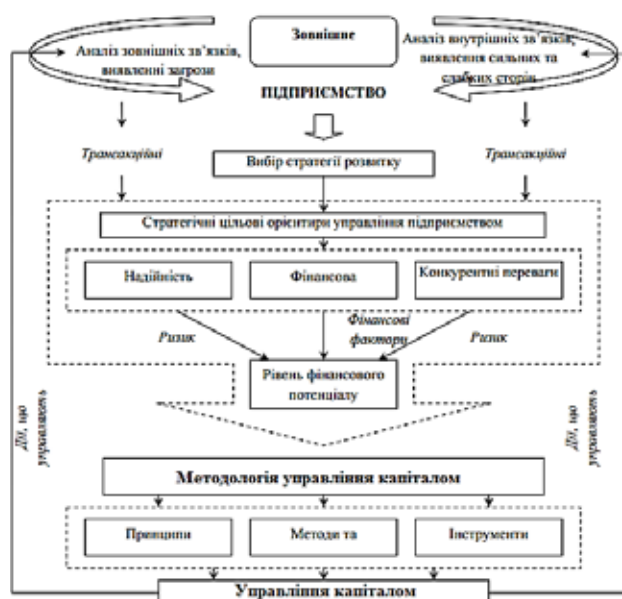 Зовнішнє
Аналіз зовнішніх зв'язків,
виявленні загрози
Аналіз внутрішніх зв'язків,
виявлення сильних та
слабких сторін
ПІДПРИЄМСТВО
Трансакційні
Вибір стратегії розвитку
Трансакційні
Стратегічні цільові орієнтири управління підприємством
Надійність
Фінансова
Конкурентні переваги
Ризик
Фінансові
фактори
Ризик
Рівень фінансового
потенціалу
Дії, що
управляють
Дії, що
управляють
Методологія управління капіталом
Принципи
Методи та
Інструменти
Управління капіталом